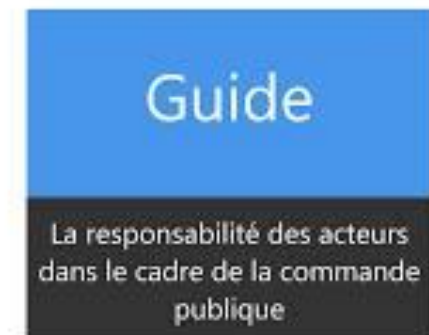 Guide
La responsabilité des acteurs
dans le cadre de la commande
publique